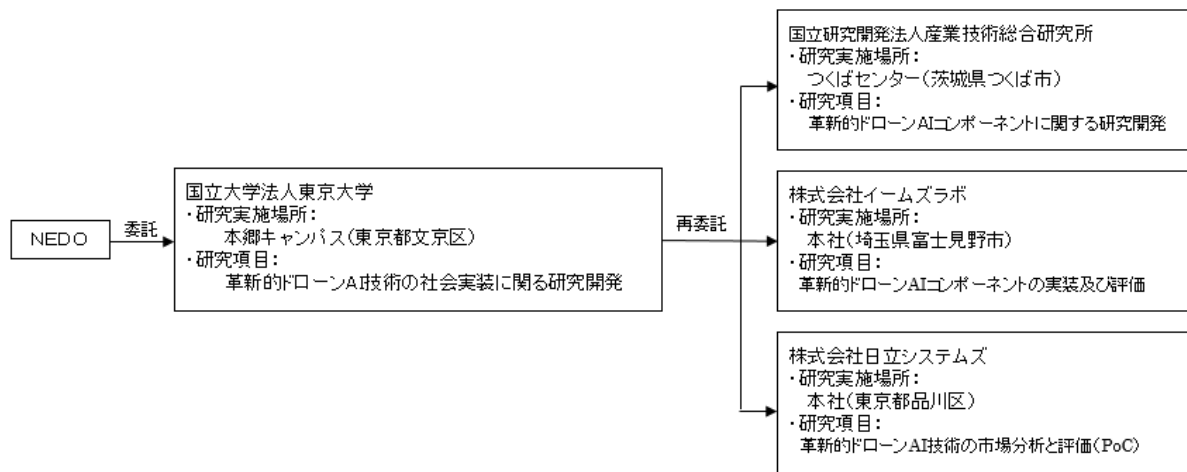 NEDO
委託
国立大学法人東京大学
・研究実施場所：
本郷キャンパス(東京都文京区)
・研究項目：
革新的ドローンAI技術の社会実装に関る研究開発
再委託
国立研究開発法人産業技術総合研究所
・研究実施場所：
つくばセンター(茨城県つくば市)
・研究項目：
革新的ドローンAIコンポーネントに関する研究開発
株式会社イームズラボ
・研究実施場所：
本社(埼玉県富士見野市)
・研究項目：
革新的ドローンAIコンポーネントの実装及び評価
株式会社日立システムズ
・研究実施場所：
本社(東京都品川区)
・研究項目：
革新的ドローンAI技術の市場分析と評価(PoC)